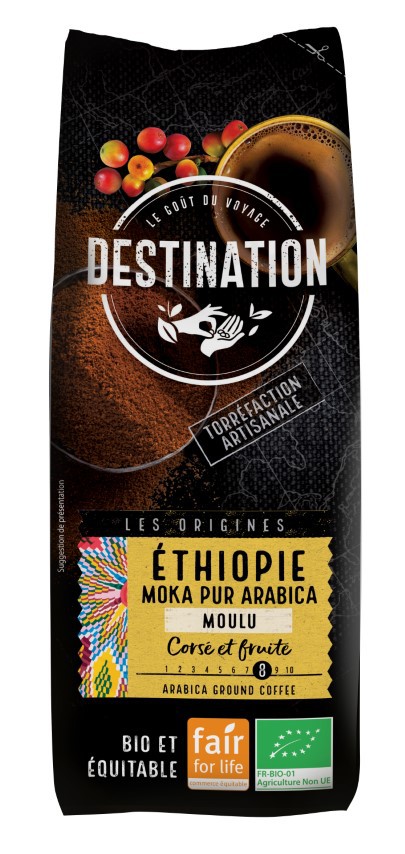 LE GOÛT DU VOYAGE
DESTINATION
TORRÉFACTION
ARTISANALE
Suggestion de présentation
LES ORIGINES
ÉTHIOPIE
MOKA PUR ARABICA
MOULU
Corsé et fruité
1 2 3 4 5 6 7 8 9 10
ARABICA GROUND COFFEE
BIO ET
ÉQUITABLE
fair
for life
commerce équitable
FR-BIO-01
Agriculture Non UE